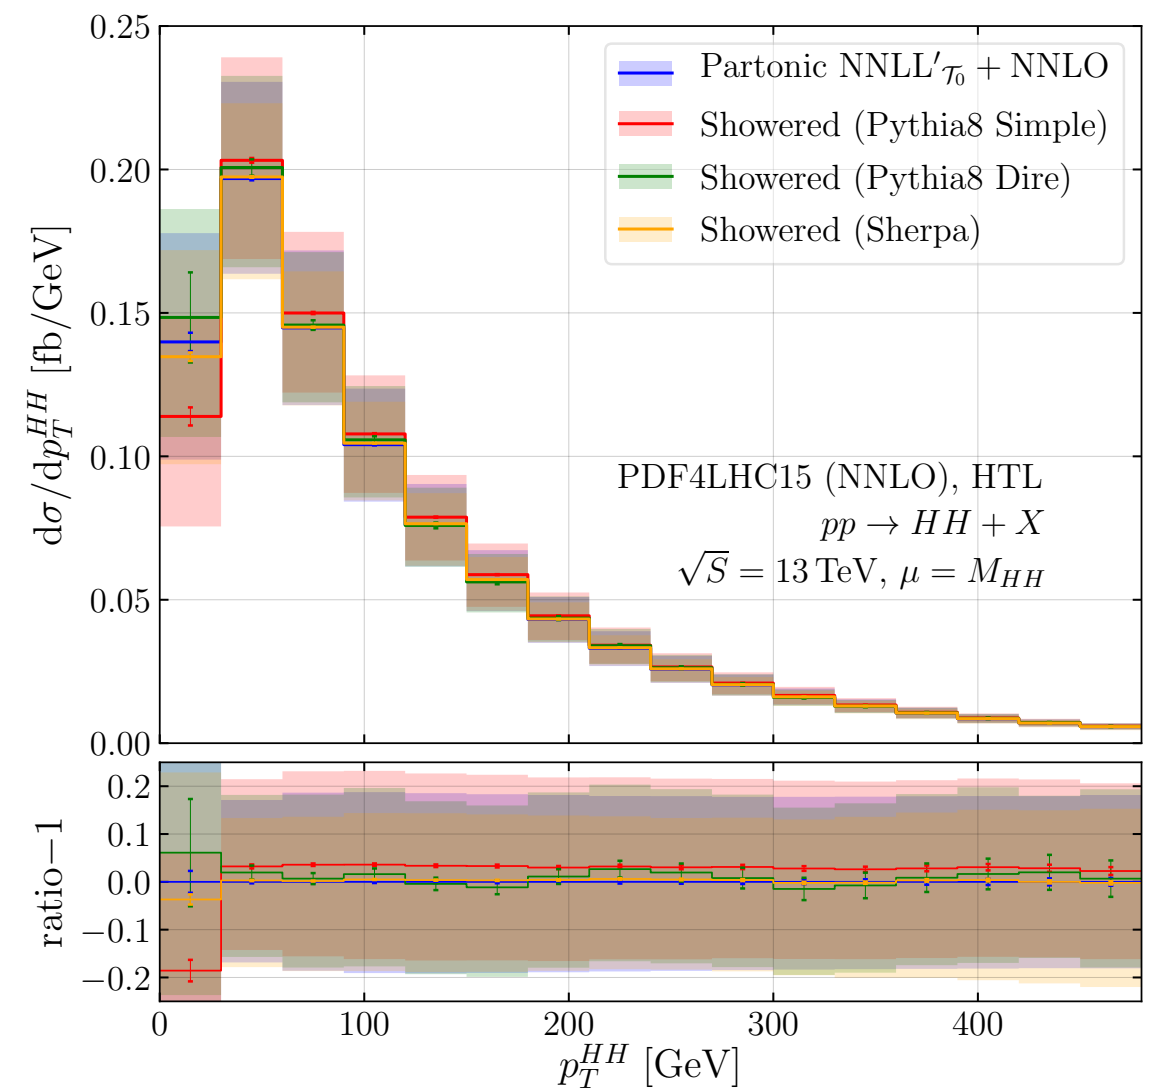 0.25
0.20
0.15
0.10
0.05
0.00
dσ/dp_T^{HH} [fb/GeV]
Partonic NNLL′_{𝒯₀} + NNLO
Showered (Pythia8 Simple)
Showered (Pythia8 Dire)
Showered (Sherpa)
PDF4LHC15 (NNLO), HTL
pp → HH + X
√S = 13 TeV, μ = M_{HH}
0.2
0.1
0.0
−0.1
−0.2
ratio−1
0 100 200 300 400
p_T^{HH} [GeV]